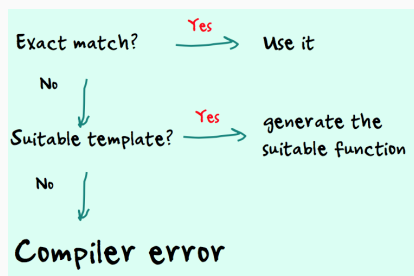 Exact match?
Yes
Use it
No
Suitable template?
Yes
generate the
suitable function
No
Compiler error